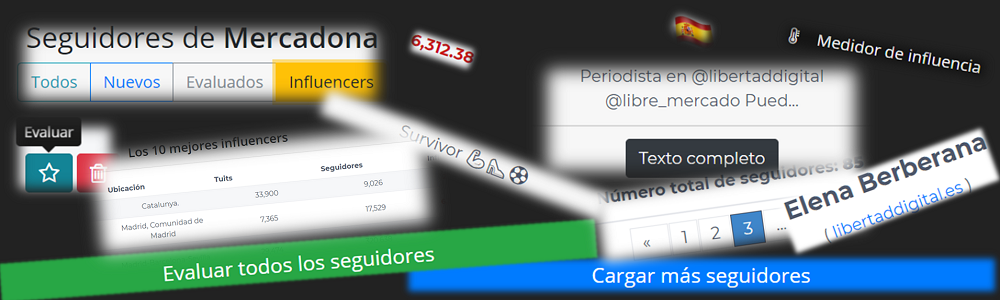 Seguidores de Mercadona
Todos Nuevos Evaluados Influencers
Evaluar
Los 10 mejores influencers
Ubicación Tuits Seguidores
Catalunya. 33,900 9,026
Madrid, Comunidad de Madrid 7,365 17,529
6,312.38
Survivor
Periodista en @libertaddigital
@libre_mercado Pued...
Texto completo
Medidor de influencia
Número total de seguidores: 85
« 1 2 3 ...
Elena Berberana
( libertaddigital.es )
Evaluar todos los seguidores
Cargar más seguidores